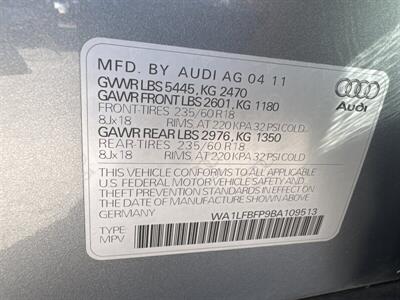 MFD. BY AUDI AG 04 11
GVWR LBS 5445, KG 2470
GAWR FRONT LBS 2601, KG 1180
FRONT-TIRES 235/60 R18
8Jx18 RIMS, AT 220 KPA 32 PSI COLD
GAWR REAR LBS 2976, KG 1350
REAR-TIRES 235/60 R18
8Jx18 RIMS, AT 220 KPA 32 PSI COLD
THIS VEHICLE CONFORMS TO ALL APPLICABLE
U.S. FEDERAL MOTOR VEHICLE SAFETY AND
THEFT PREVENTION STANDARDS IN EFFECT ON
THE DATE OF MANUFACTURE SHOWN ABOVE
GERMANY WA1LFBFP9BA109513
TYPE:
MPV
Audi